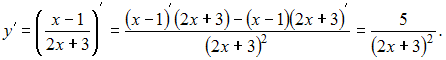 y′ = ((x − 1)/(2x + 3))′ = ((x − 1)′(2x + 3) − (x − 1)(2x + 3)′)/(2x + 3)² = 5/(2x + 3)².